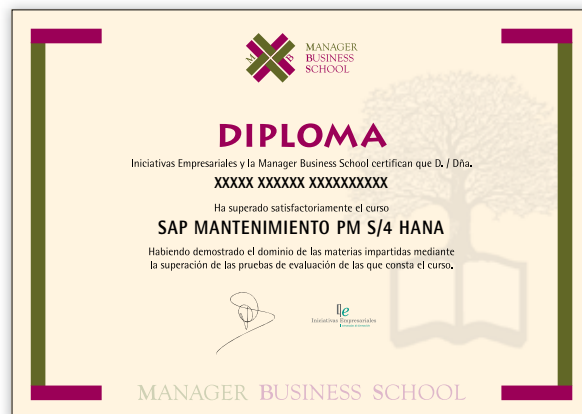 M B
MANAGER
BUSINESS
SCHOOL
DIPLOMA
Iniciativas Empresariales y la Manager Business School certifican que D. / Dña.
XXXXX XXXXXX XXXXXXXXXX
Ha superado satisfactoriamente el curso
SAP MANTENIMIENTO PM S/4 HANA
Habiendo demostrado el dominio de las materias impartidas mediante
la superación de las pruebas de evaluación de las que consta el curso.
Iniciativas Empresariales
MANAGER BUSINESS SCHOOL